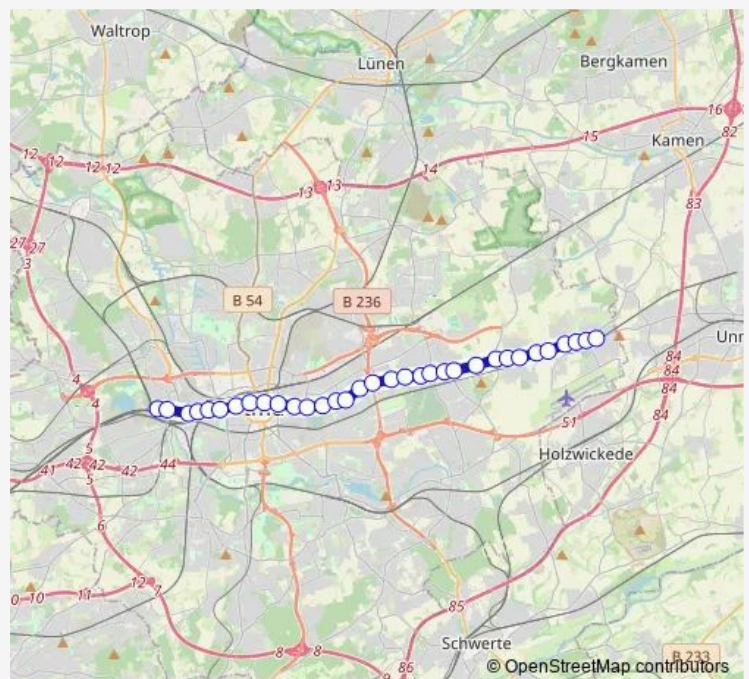 Waltrop
Lünen
Bergkamen
16
82
Kamen
15
12 12 12 12
14
13 13
83
27 27
3
B 54
B 236
Unn
84
84
84
4
4
51
84
5
41 42 42 42 44
5
Holzwickede
6
0 10 11 12 7
85
8 8
Schwerte
9 86
B 233
© OpenStreetMap contributors